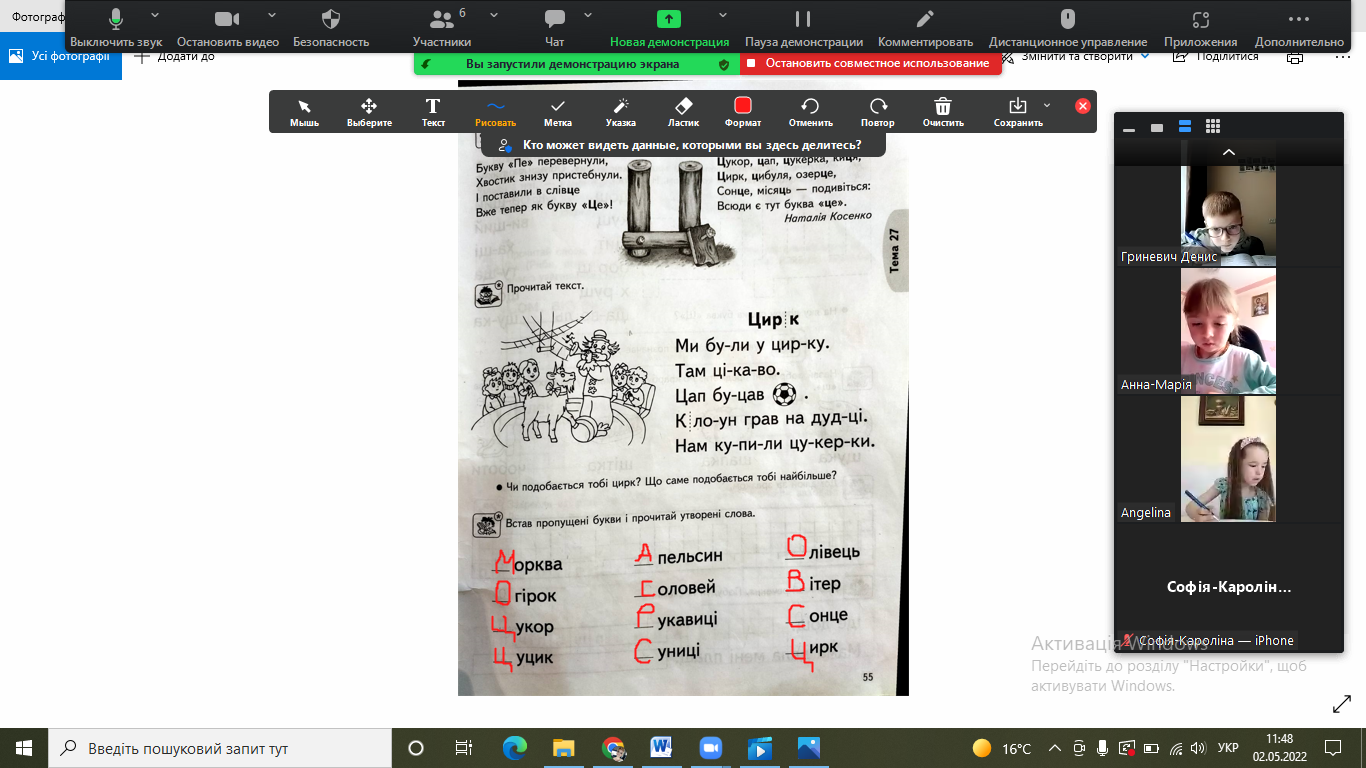 Фотограф
6
Выключить звук
Остановить видео
Безопасность
Участники
Чат
Новая демонстрация
Пауза демонстрации
Комментировать
Дистанционное управление
Приложения
Дополнительно
Усі фотографії
Додати до
Вы запустили демонстрацию экрана
Остановить совместное использование
Змінити та створити
Поділитися
Мышь
Выберите
Текст
Рисовать
Метка
Указка
Ластик
Формат
Отменить
Повтор
Очистить
Сохранить
Кто может видеть данные, которыми вы здесь делитесь?
Букву «Пе» перевернули,
Хвостик знизу пристебнули.
І поставили в слівце
Вже тепер як букву «Це»!
Цукор, цап, цукерка, киця,
Цирк, цибуля, озерце,
Сонце, місяць — подивіться:
Всюди є тут буква «це».
Наталія Косенко
Тема 27
Прочитай текст.
Цир к
Ми бу-ли у цир-ку.
Там ці-ка-во.
Цап бу-цав .
К ло-ун грав на дуд-ці.
Нам ку-пи-ли цу-кер-ки.
• Чи подобається тобі цирк? Що саме подобається тобі найбільше?
Встав пропущені букви і прочитай утворені слова.
Морква
Огірок
Цукор
Цуцик
Апельсин
Соловей
Рукавиці
Суниці
Олівець
Вітер
Сонце
Цирк
55
Гриневич Денис
Анна-Марія
Angelina
Софія-Каролін...
Софія-Кароліна — iPhone
Активація Windows
Перейдіть до розділу "Настройки", щоб
активувати Windows.
Введіть пошуковий запит тут
16°C
УКР
11:48
02.05.2022